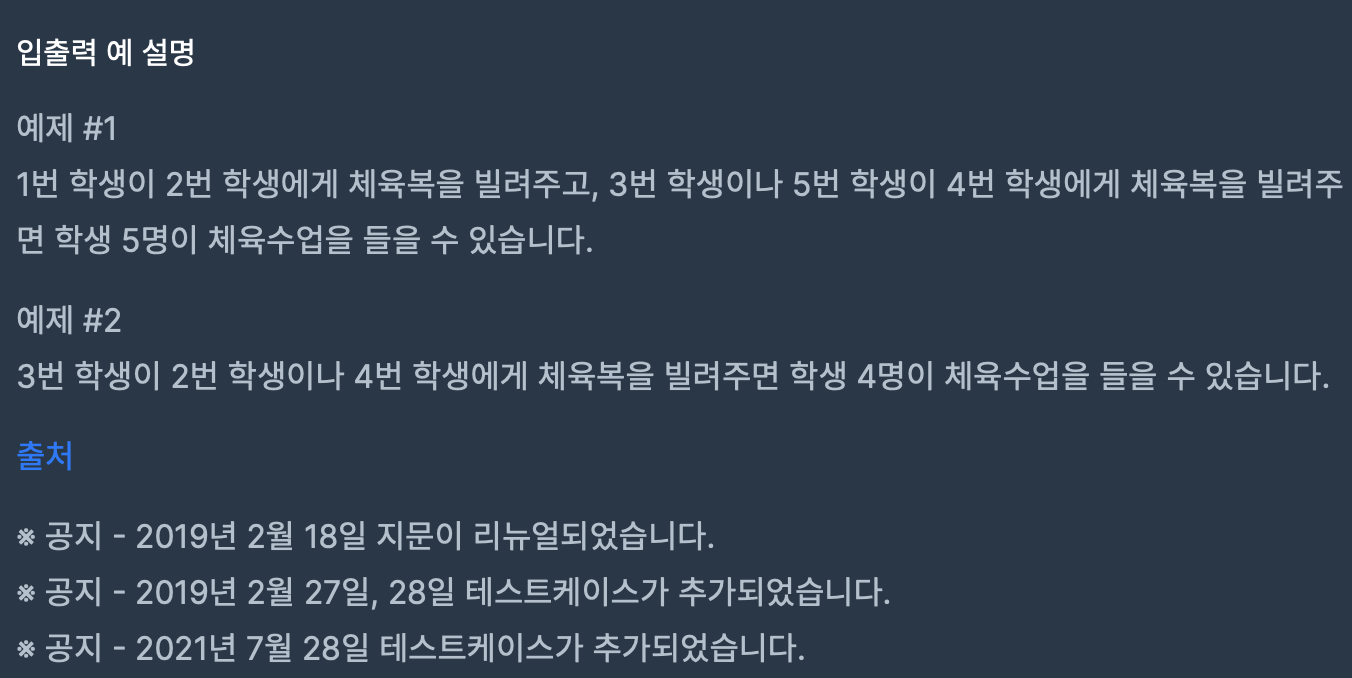 입출력 예 설명
예제 #1
1번 학생이 2번 학생에게 체육복을 빌려주고, 3번 학생이나 5번 학생이 4번 학생에게 체육복을 빌려주
면 학생 5명이 체육수업을 들을 수 있습니다.
예제 #2
3번 학생이 2번 학생이나 4번 학생에게 체육복을 빌려주면 학생 4명이 체육수업을 들을 수 있습니다.
출처
※ 공지 - 2019년 2월 18일 지문이 리뉴얼되었습니다.
※ 공지 - 2019년 2월 27일, 28일 테스트케이스가 추가되었습니다.
※ 공지 - 2021년 7월 28일 테스트케이스가 추가되었습니다.